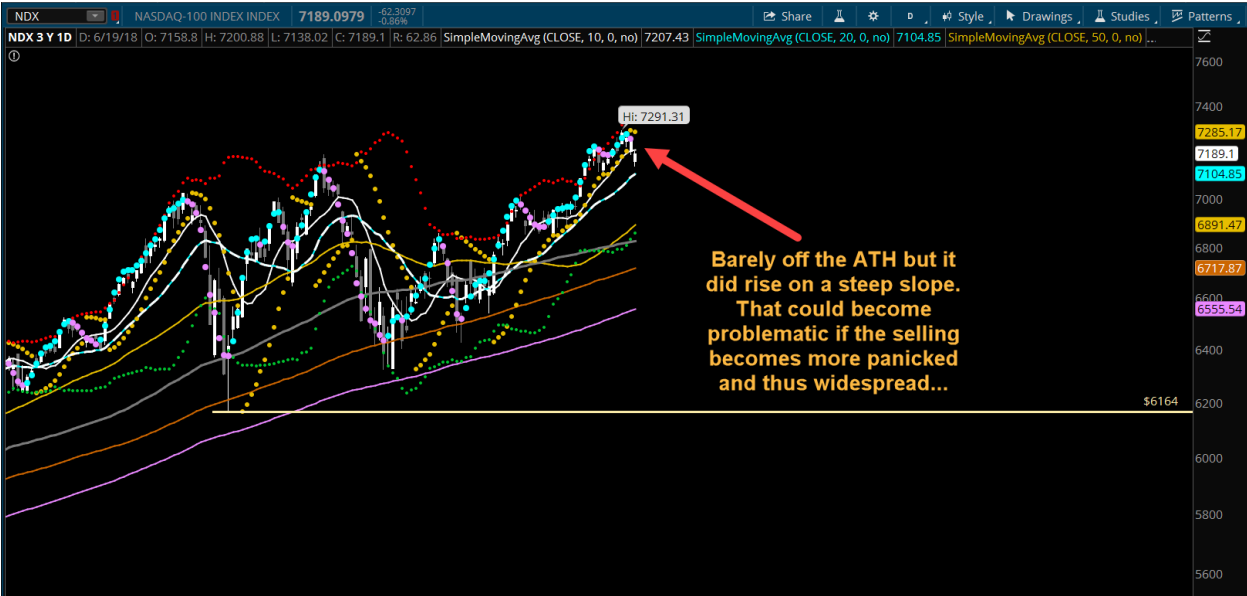 NDX NASDAQ-100 INDEX INDEX 7189.0979 -62.3097 -0.86% Share D Style Drawings Studies Patterns
NDX 3 Y 1D D: 6/19/18 O: 7158.8 H: 7200.88 L: 7138.02 C: 7189.1 R: 62.86 SimpleMovingAvg (CLOSE, 10, 0, no) 7207.43 SimpleMovingAvg (CLOSE, 20, 0, no) 7104.85 SimpleMovingAvg (CLOSE, 50, 0, no) ...
7600
7400
Hi: 7291.31
7285.17
7189.1
7104.85
7000
6891.47
6800
6717.87
6600
6555.54
6400
6200
6000
5800
5600
Barely off the ATH but it
did rise on a steep slope.
That could become
problematic if the selling
becomes more panicked
and thus widespread...
$6164